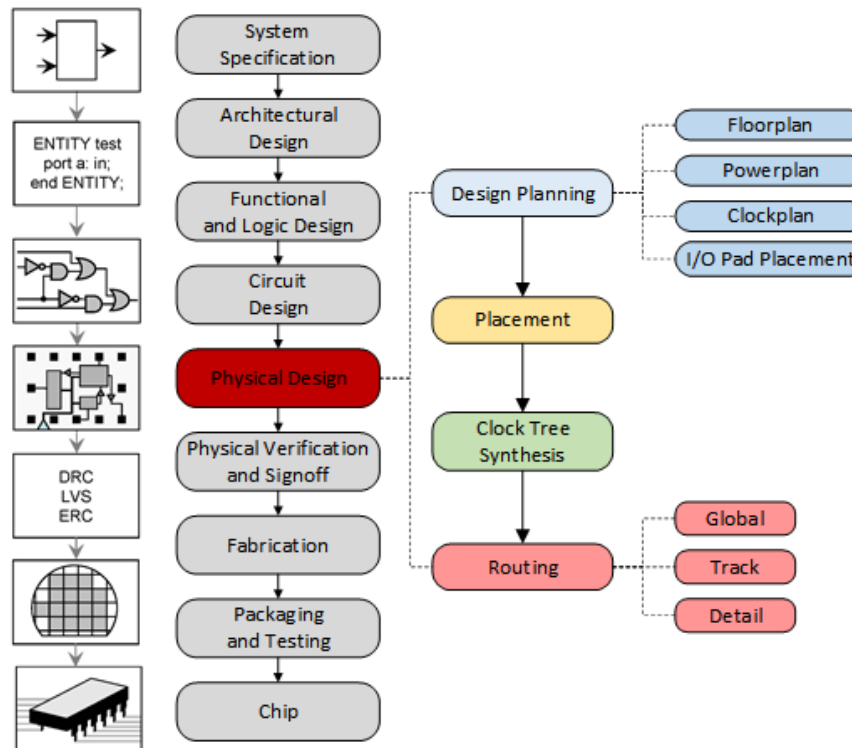 ENTITY test
port a: in;
end ENTITY;
DRC
LVS
ERC
System
Specification
Architectural
Design
Functional
and Logic Design
Circuit
Design
Physical Design
Physical Verification
and Signoff
Fabrication
Packaging
and Testing
Chip
Design Planning
Placement
Clock Tree
Synthesis
Routing
Floorplan
Powerplan
Clockplan
I/O Pad Placement
Global
Track
Detail